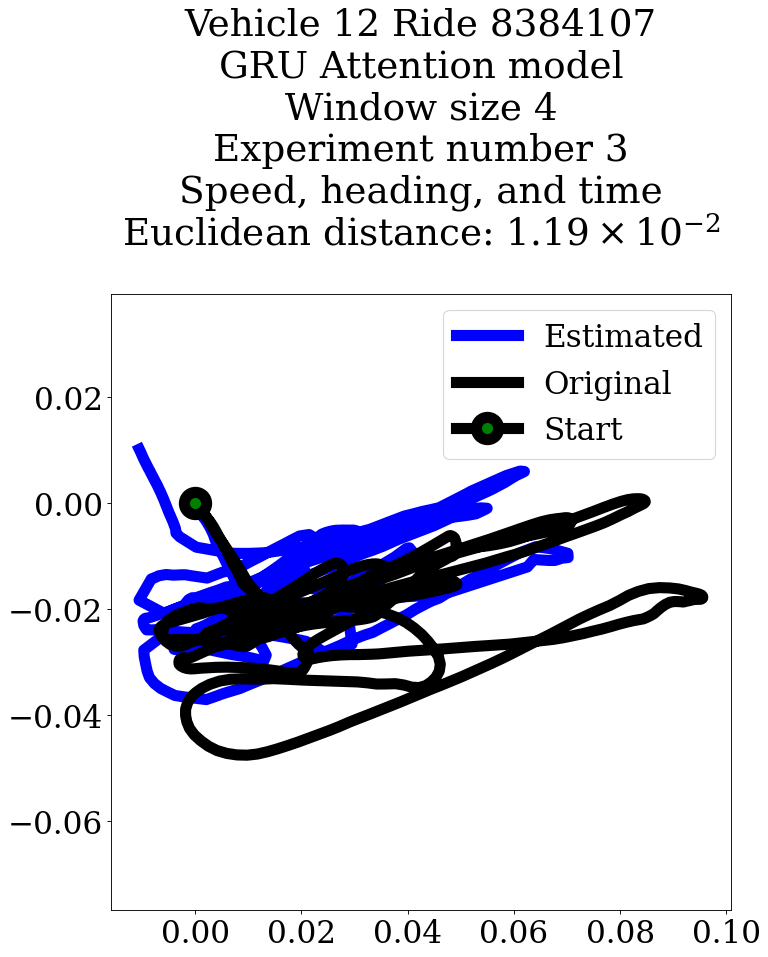 Vehicle 12 Ride 8384107
GRU Attention model
Window size 4
Experiment number 3
Speed, heading, and time
Euclidean distance: 1.19 × 10⁻²
Estimated
Original
Start
0.02
0.00
−0.02
−0.04
−0.06
0.00 0.02 0.04 0.06 0.08 0.10